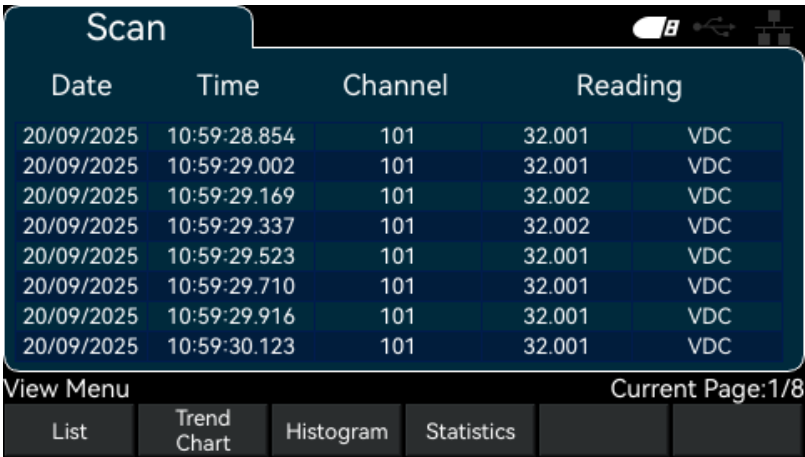 Scan
8
Date Time Channel Reading
20/09/2025 10:59:28.854 101 32.001 VDC
20/09/2025 10:59:29.002 101 32.001 VDC
20/09/2025 10:59:29.169 101 32.002 VDC
20/09/2025 10:59:29.337 101 32.002 VDC
20/09/2025 10:59:29.523 101 32.001 VDC
20/09/2025 10:59:29.710 101 32.001 VDC
20/09/2025 10:59:29.916 101 32.001 VDC
20/09/2025 10:59:30.123 101 32.001 VDC
View Menu Current Page:1/8
List Trend Chart Histogram Statistics